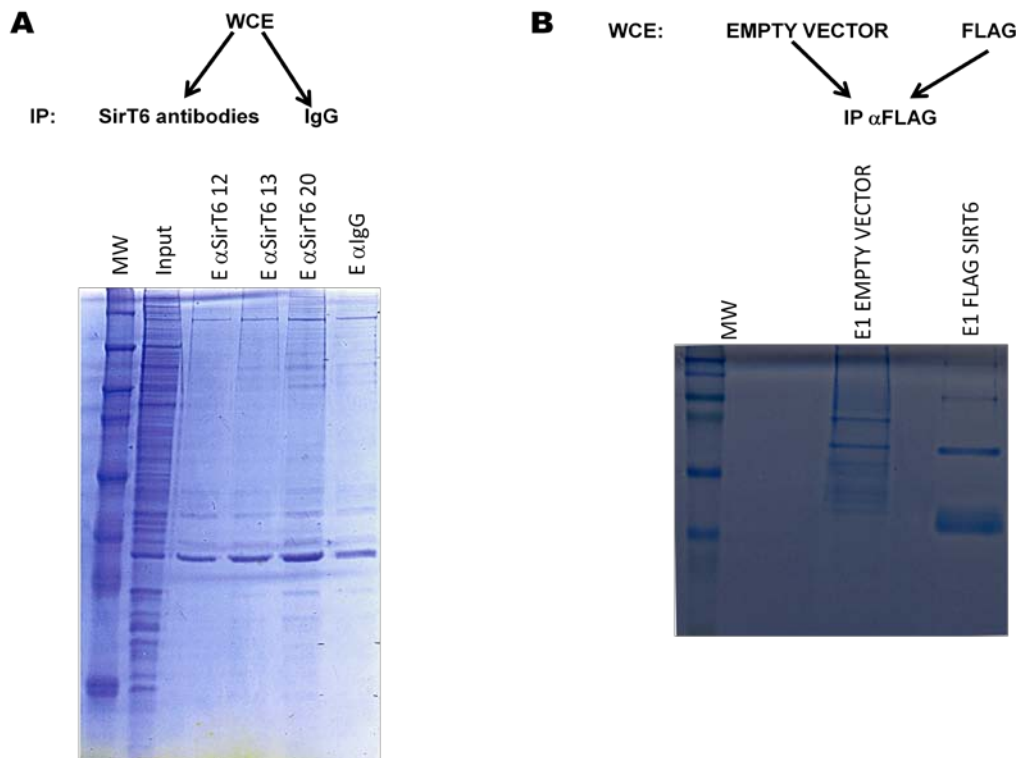 A
WCE
IP: SirT6 antibodies IgG
MW
Input
E αSirT6 12
E αSirT6 13
E αSirT6 20
E αIgG
B
WCE: EMPTY VECTOR FLAG
IP αFLAG
MW
E1 EMPTY VECTOR
E1 FLAG SIRT6